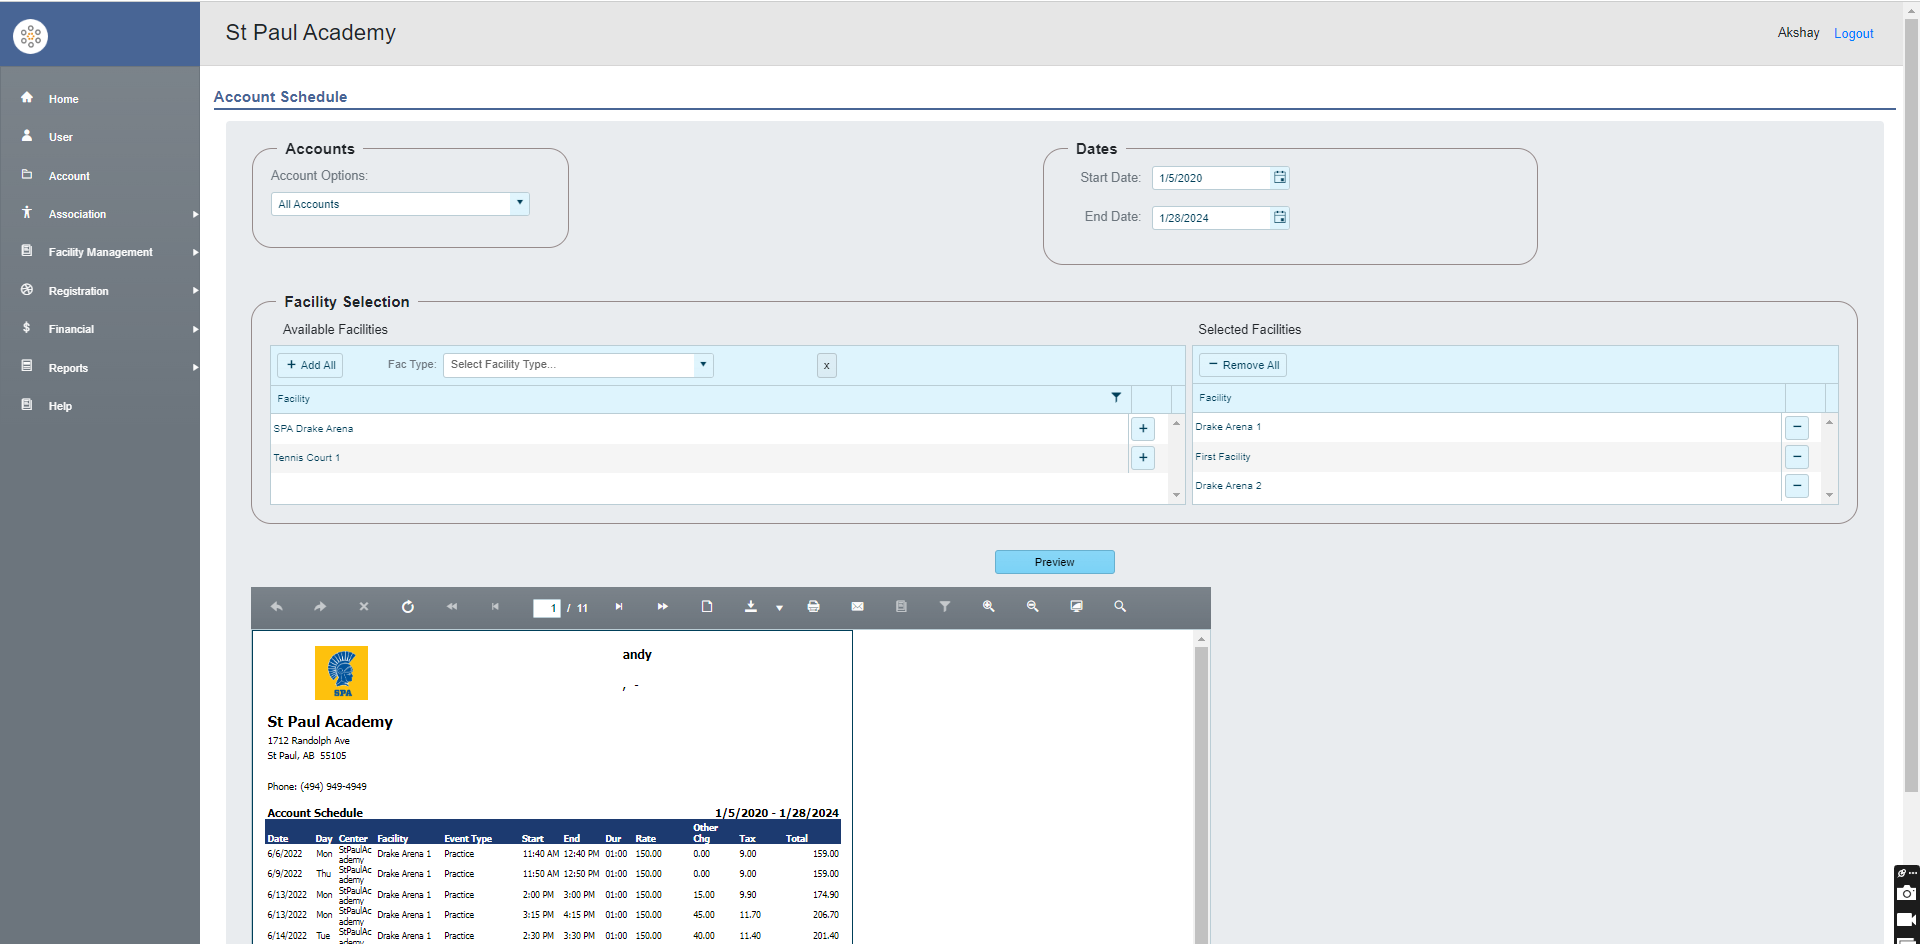 St Paul Academy
Akshay Logout
Home
User
Account
Association
Facility Management
Registration
Financial
Reports
Help
Account Schedule
Accounts
Account Options:
All Accounts
Dates
Start Date: 1/5/2020
End Date: 1/28/2024
Facility Selection
Available Facilities
+ Add All Fac Type: Select Facility Type... x
Facility
SPA Drake Arena +
Tennis Court 1 +
Selected Facilities
− Remove All
Facility
Drake Arena 1 −
First Facility −
Drake Arena 2 −
Preview
1 / 11
SPA
andy
, -
St Paul Academy
1712 Randolph Ave
St Paul, AB 55105
Phone: (494) 949-4949
Account Schedule 1/5/2020 - 1/28/2024
Date Day Center Facility Event Type Start End Dur Rate Other Chg Tax Total
6/6/2022 Mon StPaulAcademy Drake Arena 1 Practice 11:40 AM 12:40 PM 01:00 150.00 0.00 9.00 159.00
6/9/2022 Thu StPaulAcademy Drake Arena 1 Practice 11:50 AM 12:50 PM 01:00 150.00 0.00 9.00 159.00
6/13/2022 Mon StPaulAcademy Drake Arena 1 Practice 2:00 PM 3:00 PM 01:00 150.00 15.00 9.90 174.90
6/13/2022 Mon StPaulAcademy Drake Arena 1 Practice 3:15 PM 4:15 PM 01:00 150.00 45.00 11.70 206.70
6/14/2022 Tue StPaulAcademy Drake Arena 1 Practice 2:30 PM 3:30 PM 01:00 150.00 40.00 11.40 201.40